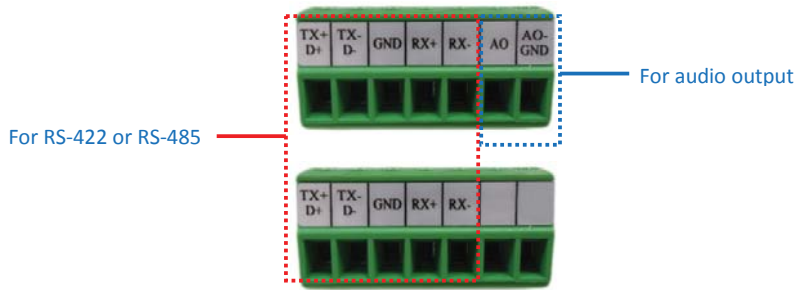 TX+ TX- GND RX+ RX- AO AO-
D+ D- GND
For audio output
For RS-422 or RS-485
TX+ TX- GND RX+ RX-
D+ D-